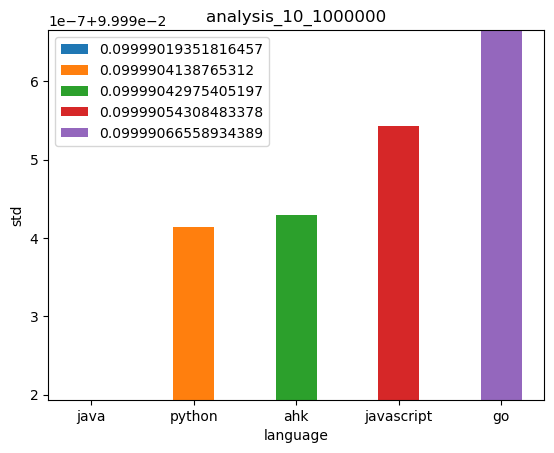 analysis_10_1000000
1e-7+9.999e-2
0.09999019351816457
0.0999904138765312
0.09999042975405197
0.09999054308483378
0.09999066558934389
6
5
4
3
2
std
java python ahk javascript go
language